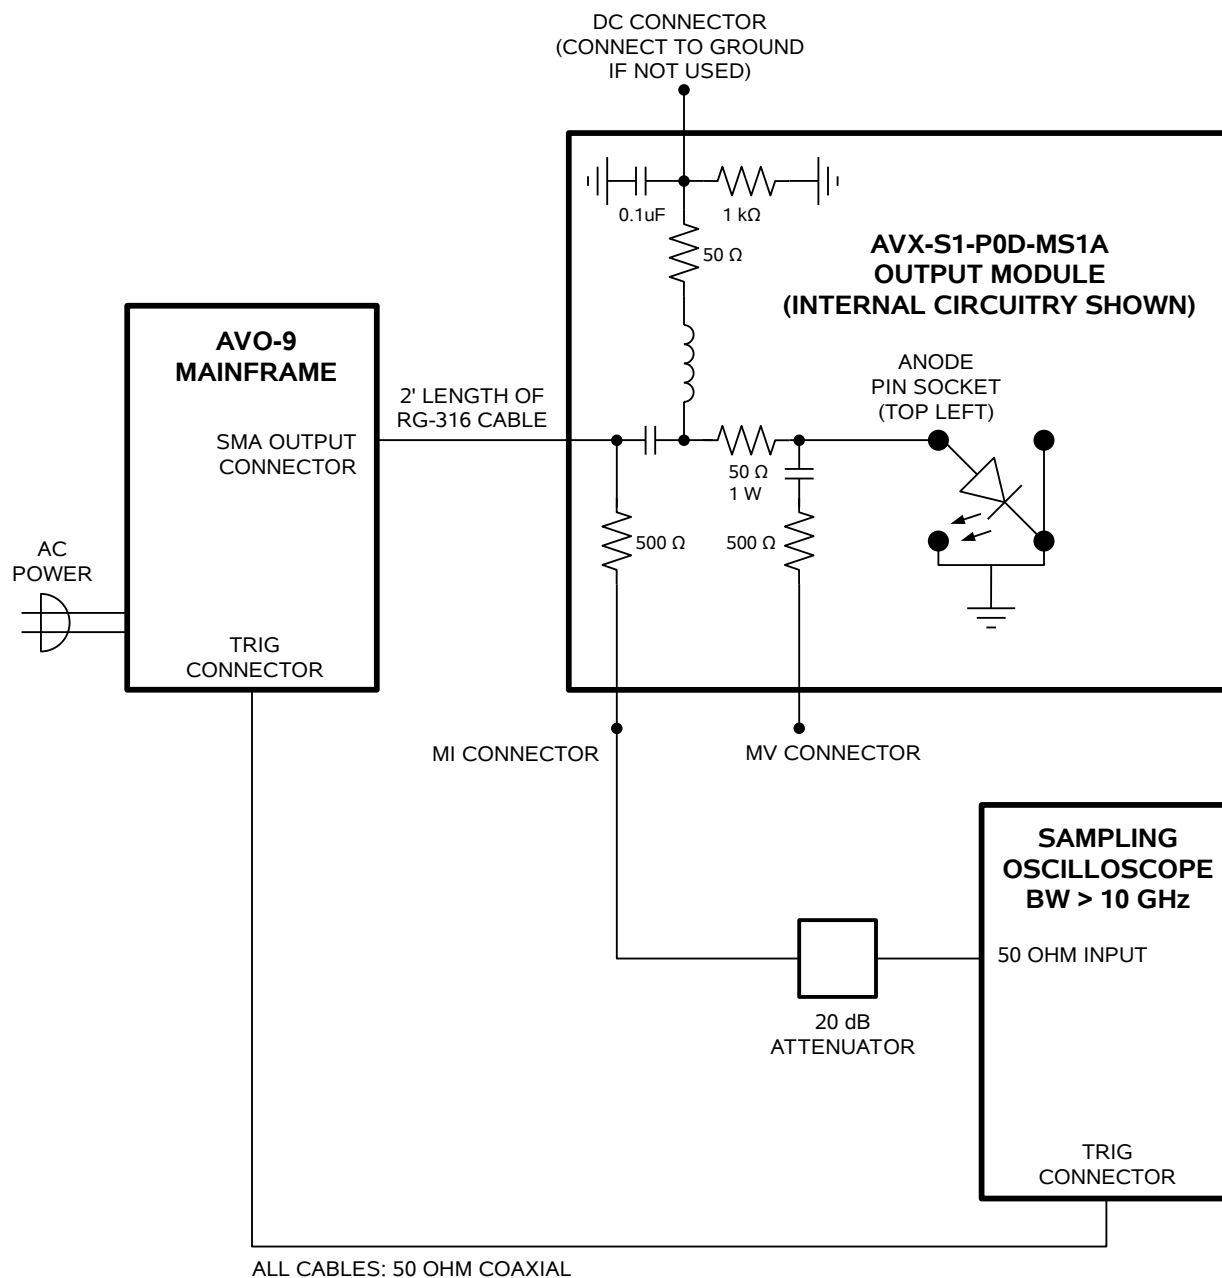 DC CONNECTOR
(CONNECT TO GROUND
IF NOT USED)
0.1uF
1 kΩ
50 Ω
AVX-S1-P0D-MS1A
OUTPUT MODULE
(INTERNAL CIRCUITRY SHOWN)
AVO-9
MAINFRAME
SMA OUTPUT
CONNECTOR
2' LENGTH OF
RG-316 CABLE
ANODE
PIN SOCKET
(TOP LEFT)
50 Ω
1 W
500 Ω
500 Ω
AC
POWER
TRIG
CONNECTOR
MI CONNECTOR
MV CONNECTOR
SAMPLING
OSCILLOSCOPE
BW > 10 GHz
50 OHM INPUT
20 dB
ATTENUATOR
TRIG
CONNECTOR
ALL CABLES: 50 OHM COAXIAL